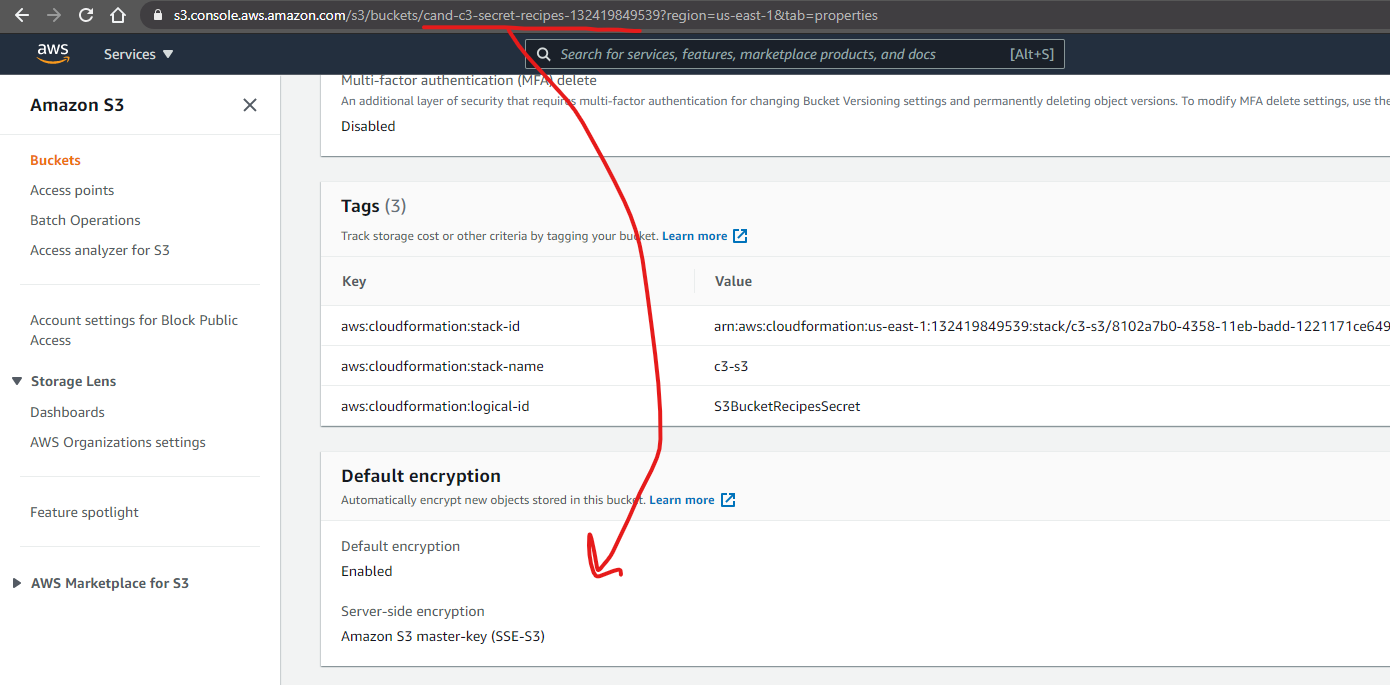 s3.console.aws.amazon.com/s3/buckets/cand-c3-secret-recipes-132419849539?region=us-east-1&tab=properties
aws
Services
Search for services, features, marketplace products, and docs
[Alt+S]
Amazon S3
Buckets
Access points
Batch Operations
Access analyzer for S3
Account settings for Block Public
Access
Storage Lens
Dashboards
AWS Organizations settings
Feature spotlight
AWS Marketplace for S3
Multi-factor authentication (MFA) delete
An additional layer of security that requires multi-factor authentication for changing Bucket Versioning settings and permanently deleting object versions. To modify MFA delete settings, use the
Disabled
Tags (3)
Track storage cost or other criteria by tagging your bucket. Learn more
Key Value
aws:cloudformation:stack-id arn:aws:cloudformation:us-east-1:132419849539:stack/c3-s3/8102a7b0-4358-11eb-badd-1221171ce649
aws:cloudformation:stack-name c3-s3
aws:cloudformation:logical-id S3BucketRecipesSecret
Default encryption
Automatically encrypt new objects stored in this bucket. Learn more
Default encryption
Enabled
Server-side encryption
Amazon S3 master-key (SSE-S3)